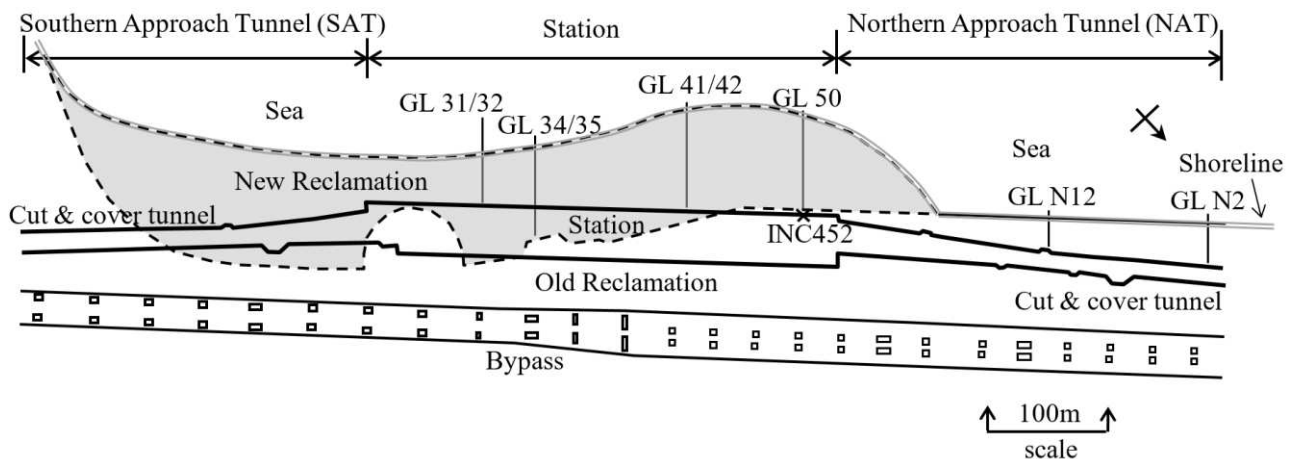 Southern Approach Tunnel (SAT)
Station
Northern Approach Tunnel (NAT)
GL 31/32
GL 41/42
GL 50
Sea
GL 34/35
Sea
Shoreline
New Reclamation
GL N12
GL N2
Cut & cover tunnel
Station
INC452
Old Reclamation
Cut & cover tunnel
Bypass
100m
scale